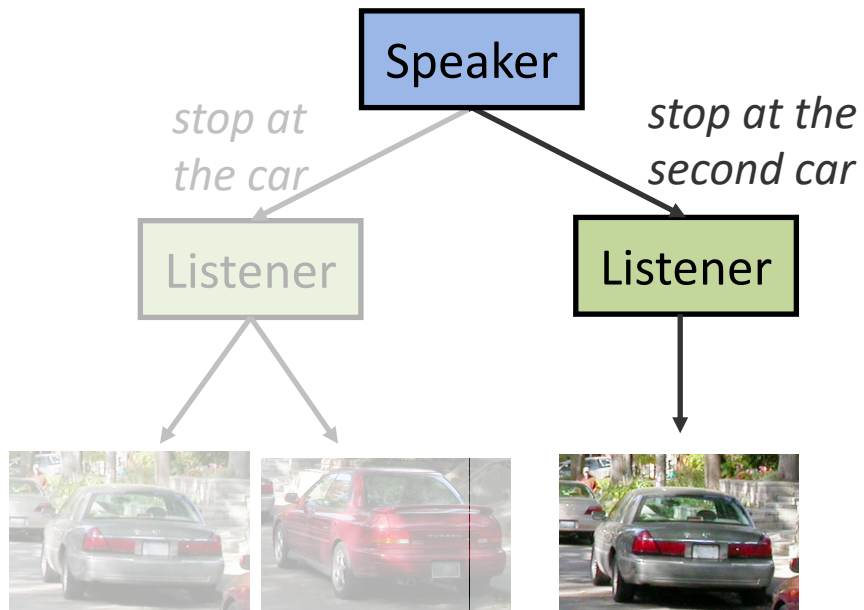 Speaker
stop at
the car
stop at the
second car
Listener
Listener